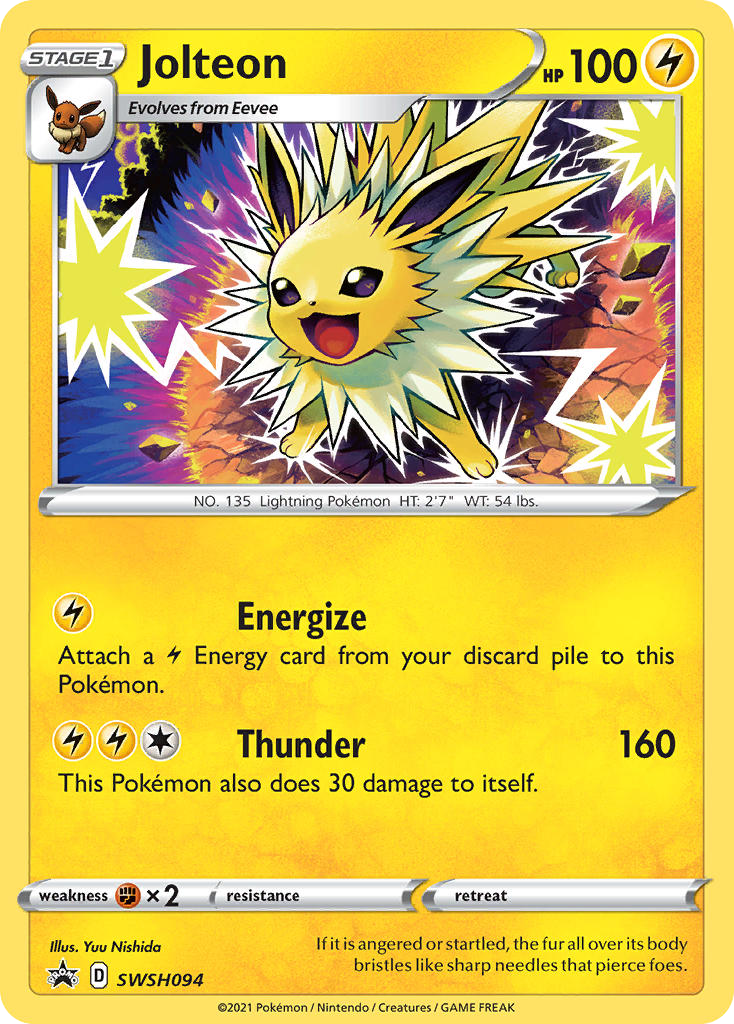 STAGE 1
Jolteon
HP 100
Evolves from Eevee
NO. 135 Lightning Pokémon HT: 2'7" WT: 54 lbs.
Energize
Attach a Energy card from your discard pile to this
Pokémon.
Thunder 160
This Pokémon also does 30 damage to itself.
weakness ×2 resistance retreat
Illus. Yuu Nishida
If it is angered or startled, the fur all over its body
bristles like sharp needles that pierce foes.
D SWSH094
©2021 Pokémon / Nintendo / Creatures / GAME FREAK